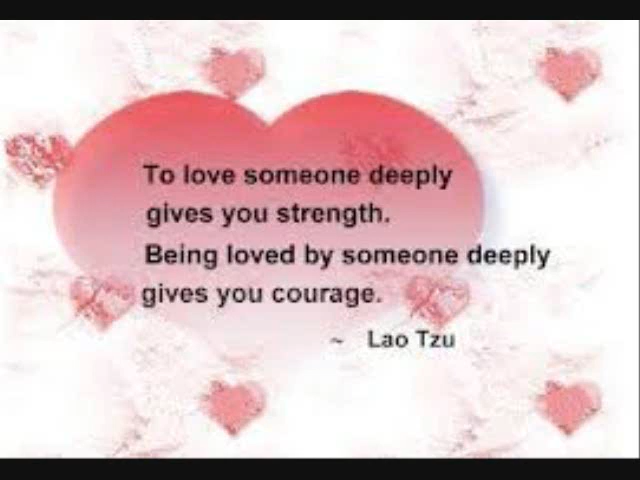 To love someone deeply
gives you strength.
Being loved by someone deeply
gives you courage.
~ Lao Tzu